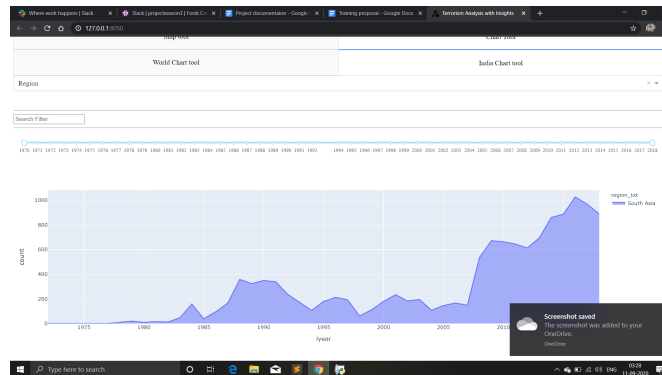 Where work happens | Slack
Slack | projectseason3 | Forsk Co
Project documentaion - Google
Training proposal - Google Docs
Terrorism Analysis with Insights
127.0.0.1:8050
Map tool
Chart Tool
World Chart tool
India Chart tool
Region
Search Filter
1970 1971 1972 1973 1974 1975 1976 1977 1978 1979 1980 1981 1982 1983 1984 1985 1986 1987 1988 1989 1990 1991 1992 1994 1995 1996 1997 1998 1999 2000 2001 2002 2003 2004 2005 2006 2007 2008 2009 2010 2011 2012 2013 2014 2015 2016 2017 2018
region_txt
South Asia
1000
800
600
400
200
0
count
1975 1980 1985 1990 1995 2000 2005
iyear
Screenshot saved
The screenshot was added to your
OneDrive.
OneDrive
Type here to search
ENG
03:28
11-09-2020